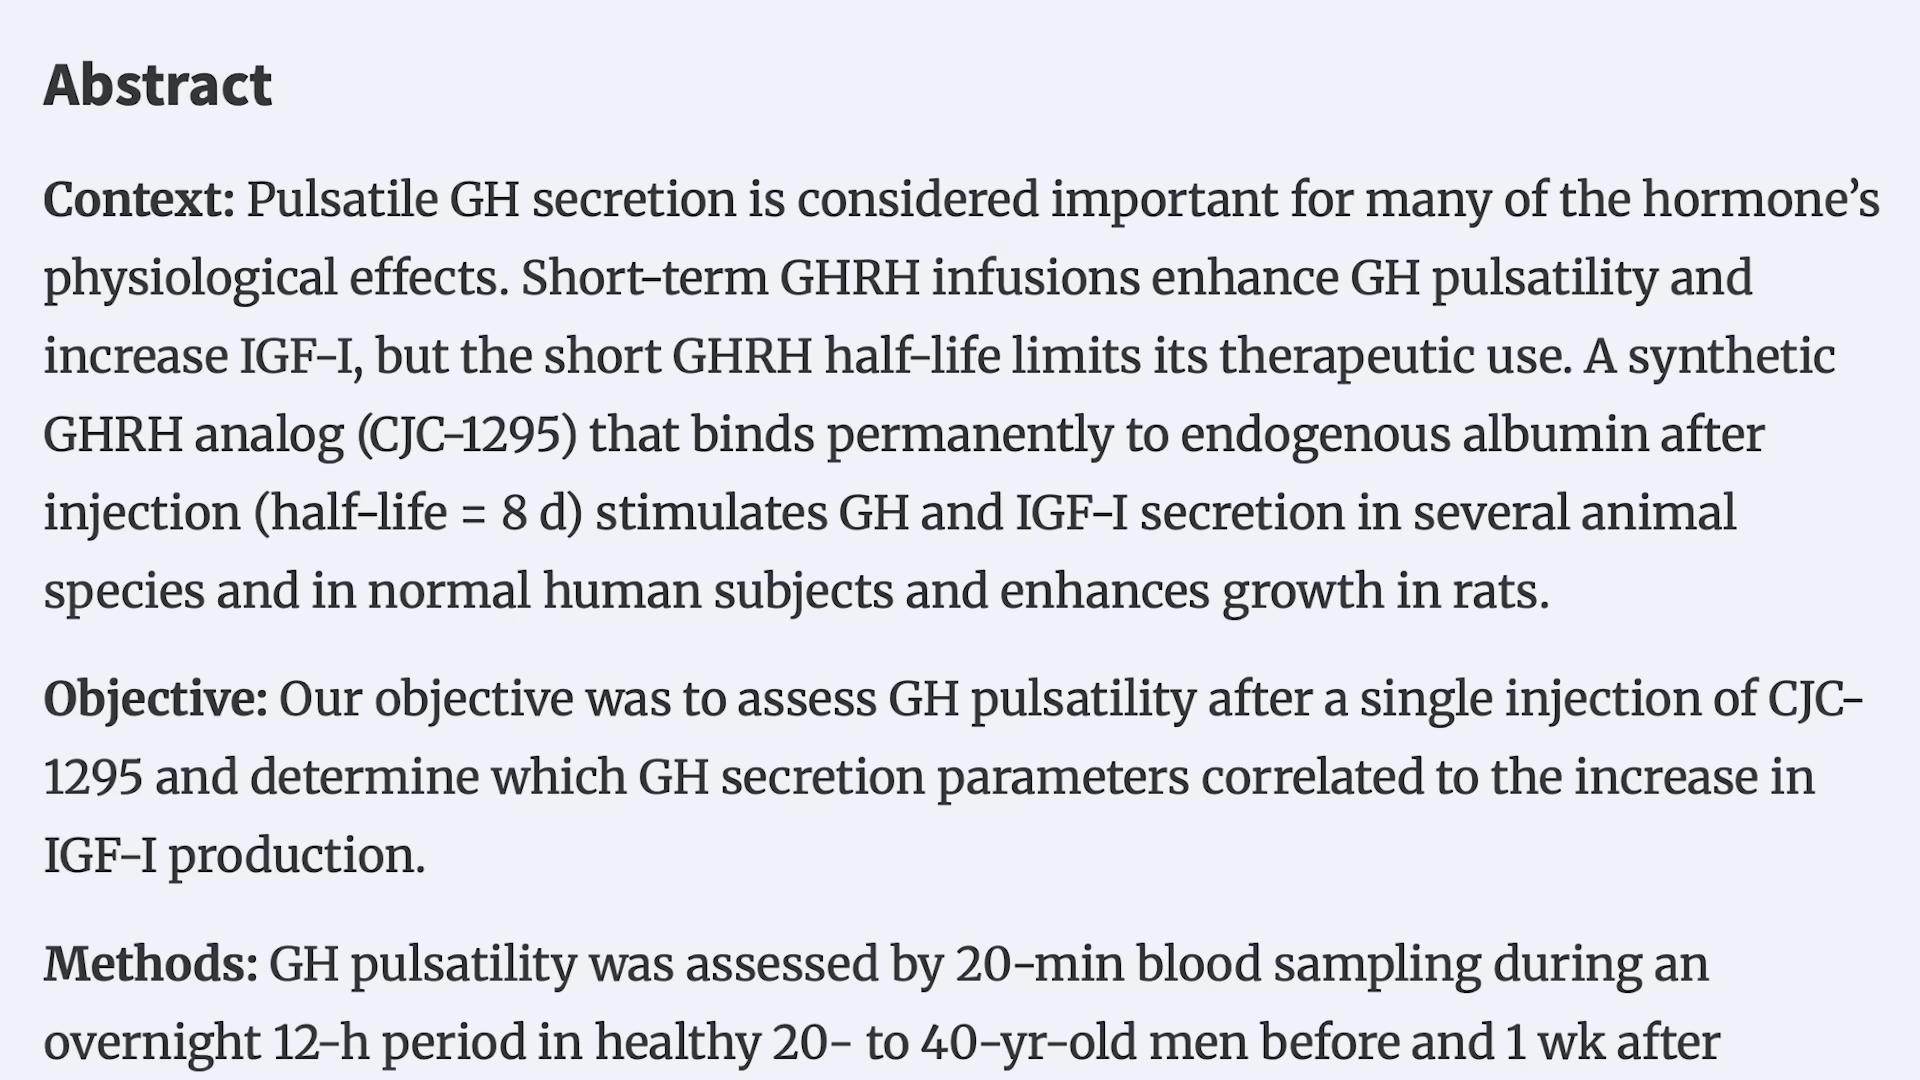 Abstract
Context: Pulsatile GH secretion is considered important for many of the hormone’s
physiological effects. Short-term GHRH infusions enhance GH pulsatility and
increase IGF-I, but the short GHRH half-life limits its therapeutic use. A synthetic
GHRH analog (CJC-1295) that binds permanently to endogenous albumin after
injection (half-life = 8 d) stimulates GH and IGF-I secretion in several animal
species and in normal human subjects and enhances growth in rats.
Objective: Our objective was to assess GH pulsatility after a single injection of CJC-
1295 and determine which GH secretion parameters correlated to the increase in
IGF-I production.
Methods: GH pulsatility was assessed by 20-min blood sampling during an
overnight 12-h period in healthy 20- to 40-yr-old men before and 1 wk after